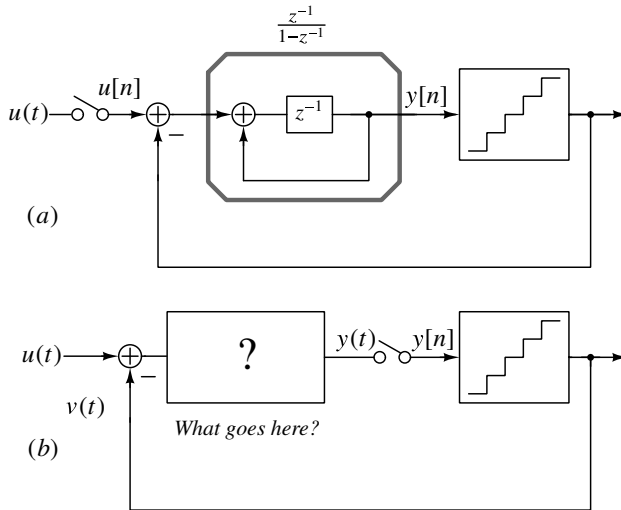 z⁻¹
1−z⁻¹
u(t)
u[n]
z⁻¹
y[n]
−
(a)
u(t)
?
y(t)
y[n]
−
v(t)
What goes here?
(b)